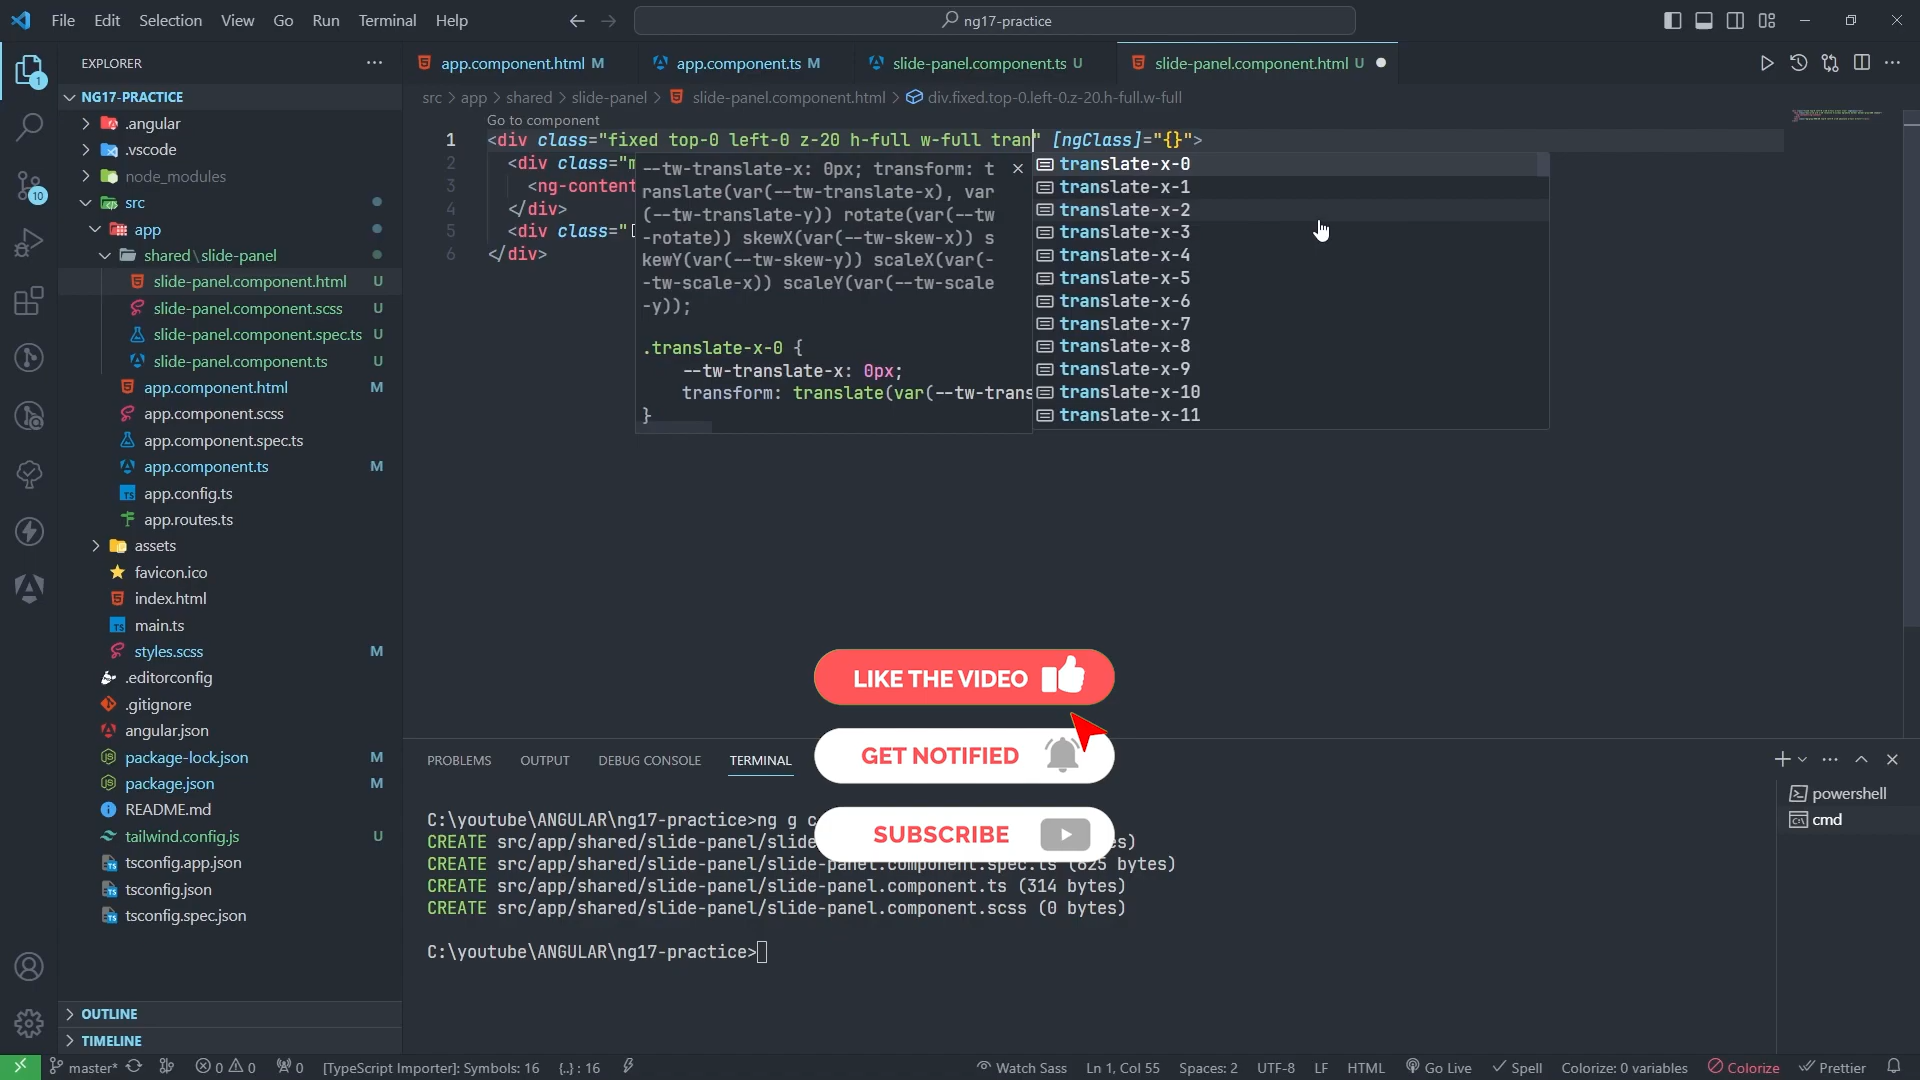 File Edit Selection View Go Run Terminal Help
ng17-practice
EXPLORER
NG17-PRACTICE
.angular
.vscode
node_modules
src
app
shared\slide-panel
slide-panel.component.html U
slide-panel.component.scss U
slide-panel.component.spec.ts U
slide-panel.component.ts U
app.component.html M
app.component.scss
app.component.spec.ts
app.component.ts M
app.config.ts
app.routes.ts
assets
favicon.ico
index.html
main.ts
styles.scss M
.editorconfig
.gitignore
angular.json
package-lock.json M
package.json M
README.md
tailwind.config.js U
tsconfig.app.json
tsconfig.json
tsconfig.spec.json
OUTLINE
TIMELINE
1
10
app.component.html M app.component.ts M slide-panel.component.ts U slide-panel.component.html U
src > app > shared > slide-panel > slide-panel.component.html > div.fixed.top-0.left-0.z-20.h-full.w-full
Go to component
1 <div class="fixed top-0 left-0 z-20 h-full w-full tran" [ngClass]="{}">
2 <div class="
3 <ng-content
4 </div>
5 <div class="
6 </div>
--tw-translate-x: 0px; transform: t
ranslate(var(--tw-translate-x), var
(--tw-translate-y)) rotate(var(--tw
-rotate)) skewX(var(--tw-skew-x)) s
kewY(var(--tw-skew-y)) scaleX(var(-
-tw-scale-x)) scaleY(var(--tw-scale
-y));
.translate-x-0 {
--tw-translate-x: 0px;
transform: translate(var(--tw-trans
}
translate-x-0
translate-x-1
translate-x-2
translate-x-3
translate-x-4
translate-x-5
translate-x-6
translate-x-7
translate-x-8
translate-x-9
translate-x-10
translate-x-11
LIKE THE VIDEO
GET NOTIFIED
SUBSCRIBE
PROBLEMS OUTPUT DEBUG CONSOLE TERMINAL
powershell
cmd
C:\youtube\ANGULAR\ng17-practice>ng g c
CREATE src/app/shared/slide-panel/slide es)
CREATE src/app/shared/slide-panel/slide-panel.component.spec.ts (625 bytes)
CREATE src/app/shared/slide-panel/slide-panel.component.ts (314 bytes)
CREATE src/app/shared/slide-panel/slide-panel.component.scss (0 bytes)
C:\youtube\ANGULAR\ng17-practice>
master* 0 0 0 [TypeScript Importer]: Symbols: 16 {..} : 16 Watch Sass Ln 1, Col 55 Spaces: 2 UTF-8 LF HTML Go Live Spell Colorize: 0 variables Colorize Prettier